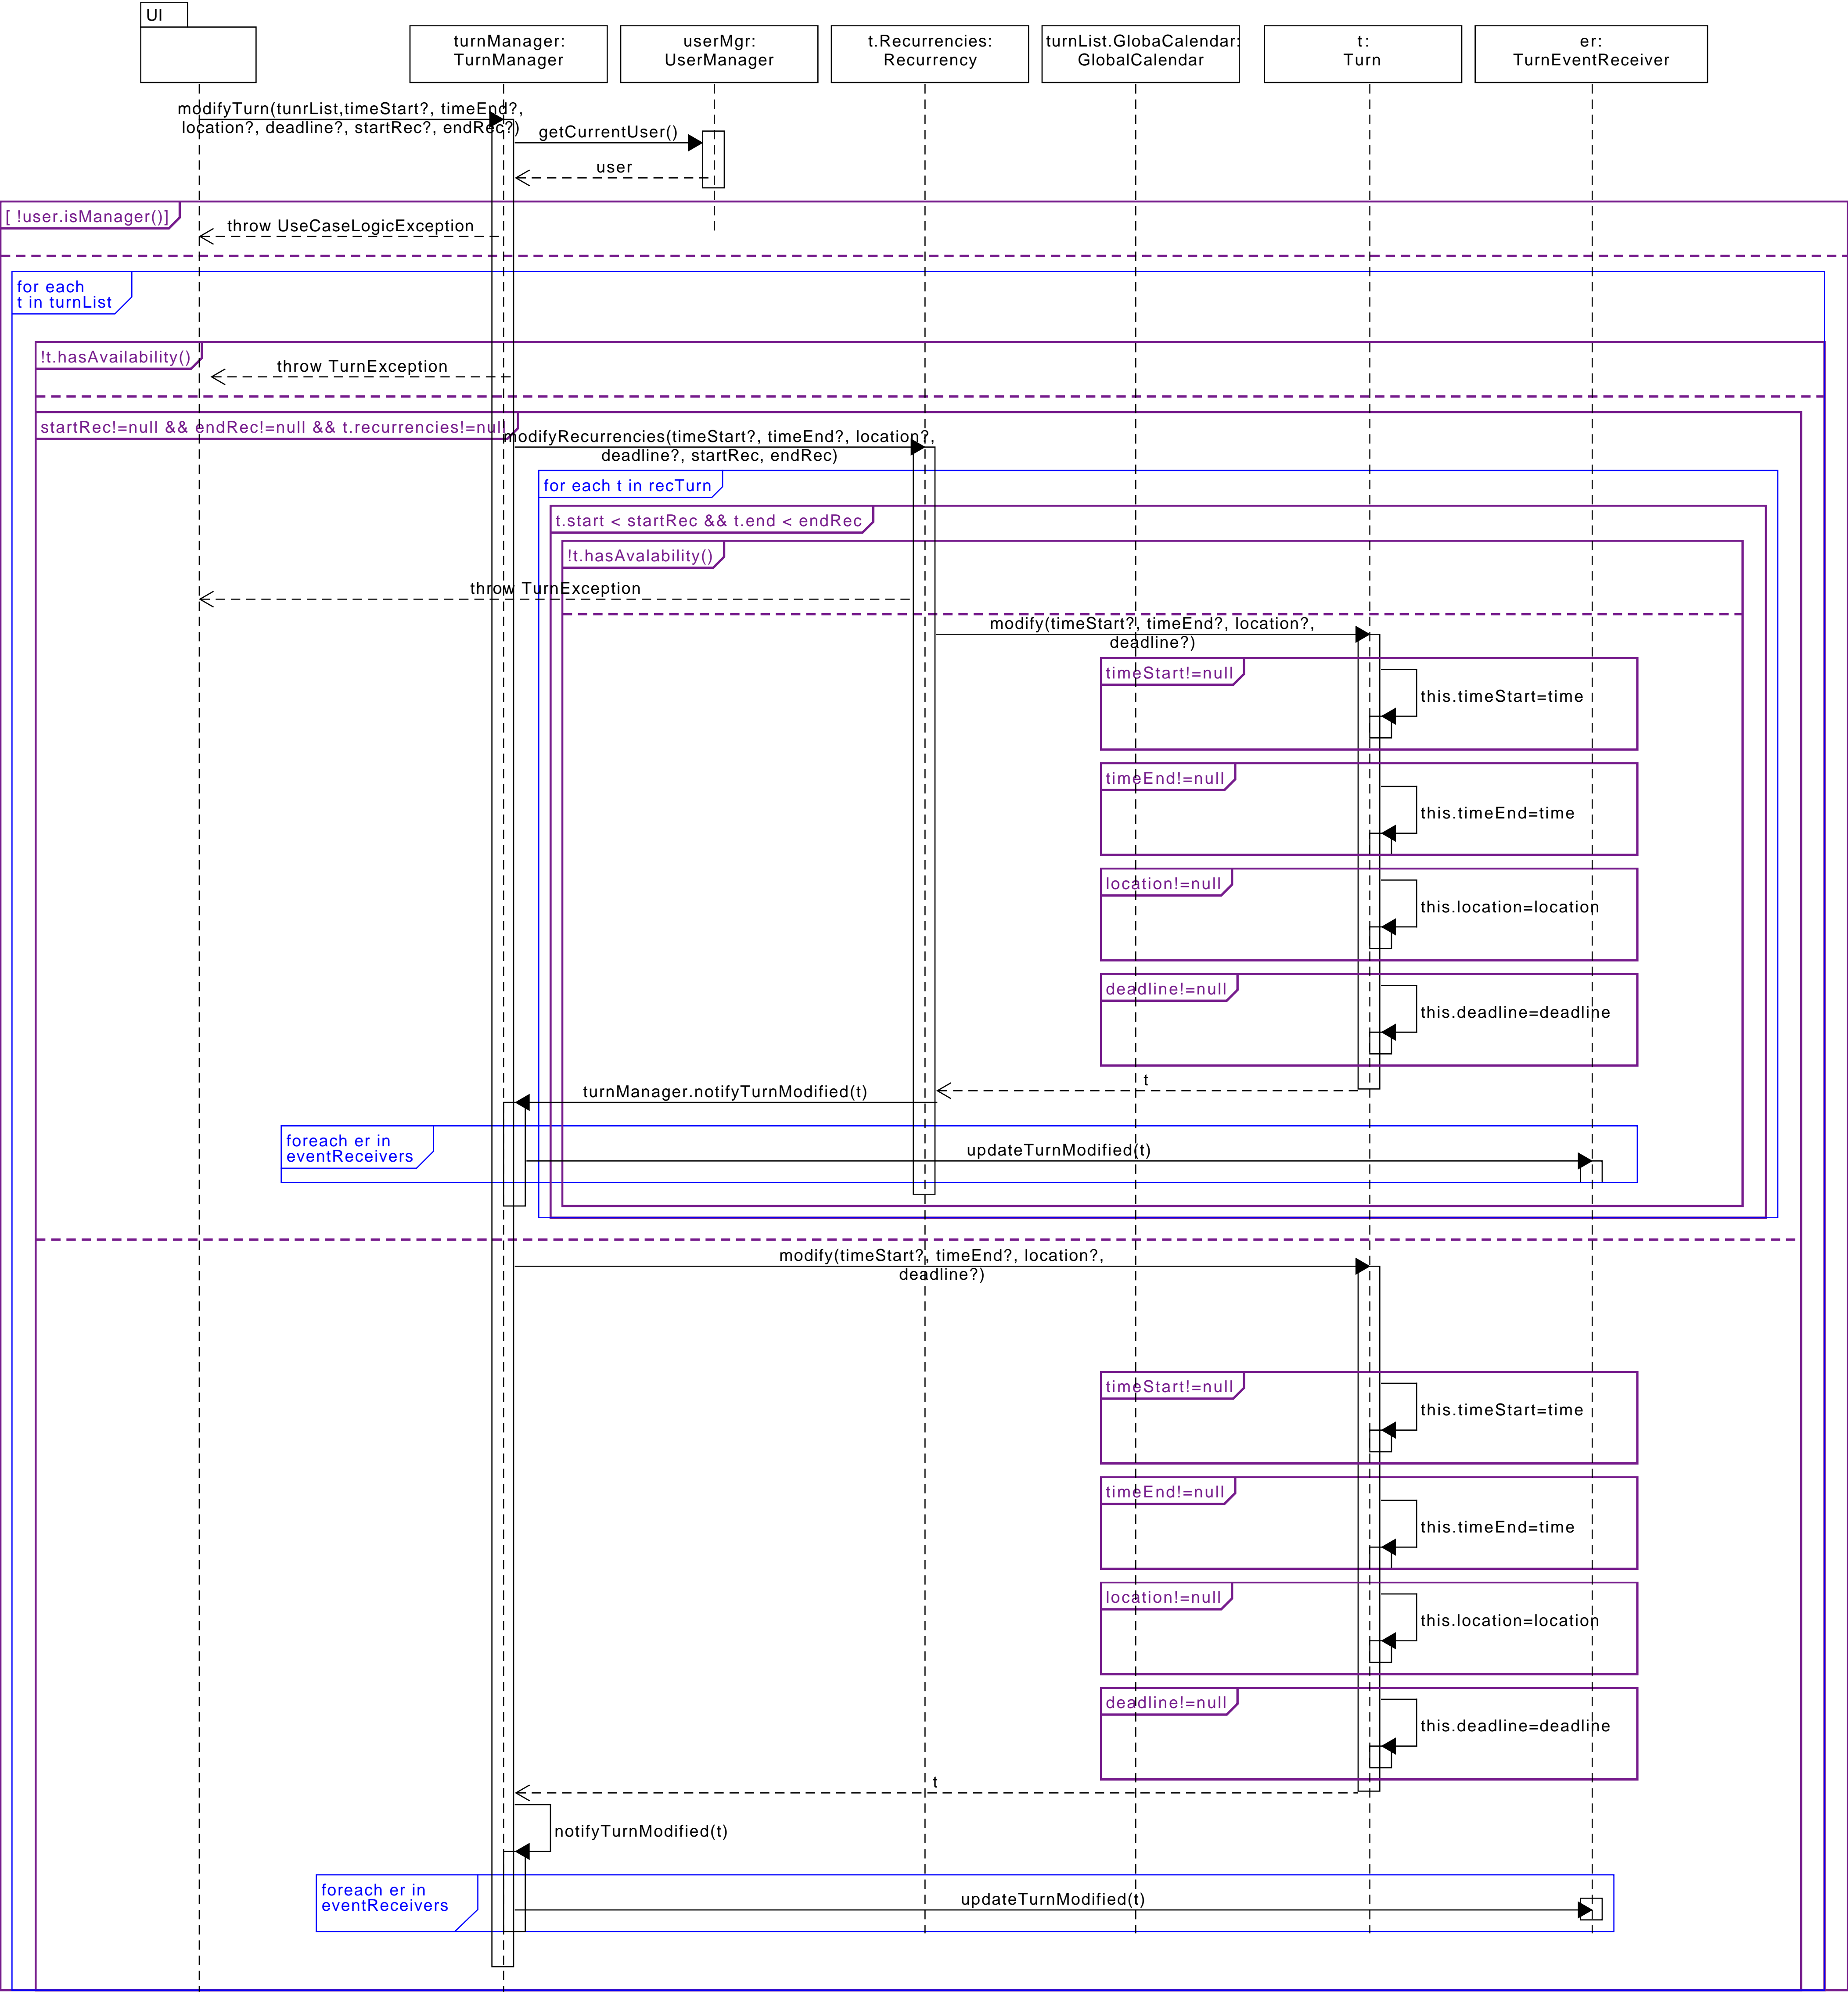 UI
turnManager:
TurnManager
userMgr:
UserManager
t.Recurrencies:
Recurrency
turnList.GlobaCalendar:
GlobalCalendar
t:
Turn
er:
TurnEventReceiver
modifyTurn(tunrList,timeStart?, timeEnd?,
location?, deadline?, startRec?, endRec?)
getCurrentUser()
user
[ !user.isManager()]
throw UseCaseLogicException
for each
t in turnList
!t.hasAvailability()
throw TurnException
startRec!=null && endRec!=null && t.recurrencies!=null
modifyRecurrencies(timeStart?, timeEnd?, location?,
deadline?, startRec, endRec)
for each t in recTurn
t.start < startRec && t.end < endRec
!t.hasAvalability()
throw TurnException
modify(timeStart?, timeEnd?, location?,
deadline?)
timeStart!=null
this.timeStart=time
timeEnd!=null
this.timeEnd=time
location!=null
this.location=location
deadline!=null
this.deadline=deadline
t
turnManager.notifyTurnModified(t)
foreach er in
eventReceivers
updateTurnModified(t)
modify(timeStart?, timeEnd?, location?,
deadline?)
timeStart!=null
this.timeStart=time
timeEnd!=null
this.timeEnd=time
location!=null
this.location=location
deadline!=null
this.deadline=deadline
t
notifyTurnModified(t)
foreach er in
eventReceivers
updateTurnModified(t)